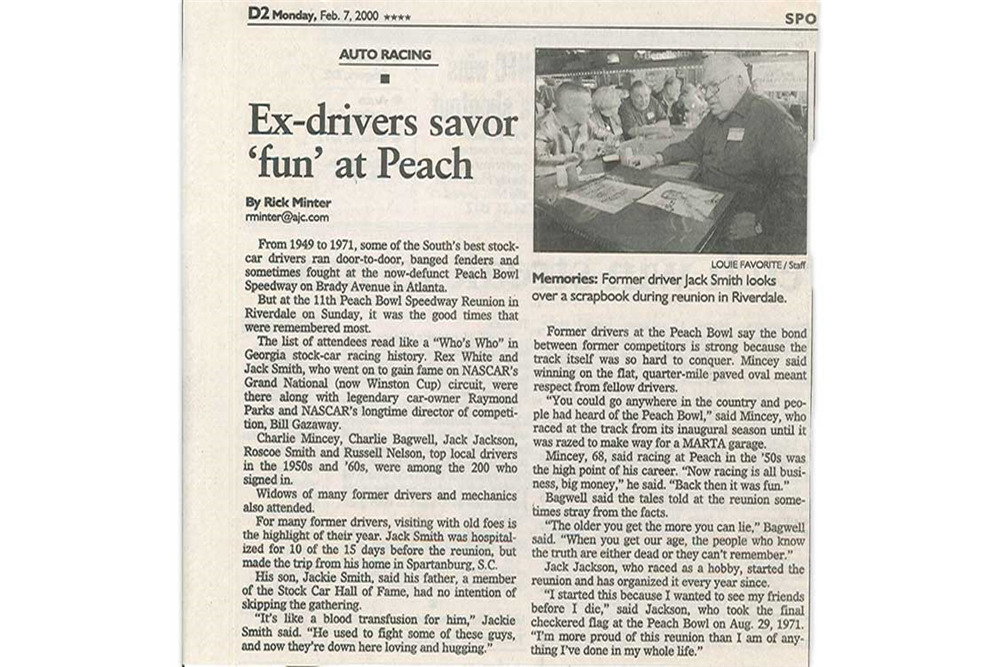 D2 Monday, Feb. 7, 2000 ★★★★
SPO
AUTO RACING
Ex-drivers savor
‘fun’ at Peach
By Rick Minter
rminter@ajc.com
From 1949 to 1971, some of the South’s best stock-
car drivers ran door-to-door, banged fenders and
sometimes fought at the now-defunct Peach Bowl
Speedway on Brady Avenue in Atlanta.
But at the 11th Peach Bowl Speedway Reunion in
Riverdale on Sunday, it was the good times that
were remembered most.
The list of attendees read like a “Who’s Who” in
Georgia stock-car racing history. Rex White and
Jack Smith, who went on to gain fame on NASCAR’s
Grand National (now Winston Cup) circuit, were
there along with legendary car-owner Raymond
Parks and NASCAR’s longtime director of competi-
tion, Bill Gazaway.
Charlie Mincey, Charlie Bagwell, Jack Jackson,
Roscoe Smith and Russell Nelson, top local drivers
in the 1950s and ’60s, were among the 200 who
signed in.
Widows of many former drivers and mechanics
also attended.
For many former drivers, visiting with old foes is
the highlight of their year. Jack Smith was hospital-
ized for 10 of the 15 days before the reunion, but
made the trip from his home in Spartanburg, S.C.
His son, Jackie Smith, said his father, a member
of the Stock Car Hall of Fame, had no intention of
skipping the gathering.
“It’s like a blood transfusion for him,” Jackie
Smith said. “He used to fight some of these guys,
and now they’re down here loving and hugging.”
LOUIE FAVORITE / Staff
Memories: Former driver Jack Smith looks
over a scrapbook during reunion in Riverdale.
Former drivers at the Peach Bowl say the bond
between former competitors is strong because the
track itself was so hard to conquer. Mincey said
winning on the flat, quarter-mile paved oval meant
respect from fellow drivers.
“You could go anywhere in the country and peo-
ple had heard of the Peach Bowl,” said Mincey, who
raced at the track from its inaugural season until it
was razed to make way for a MARTA garage.
Mincey, 68, said racing at Peach in the ’50s was
the high point of his career. “Now racing is all busi-
ness, big money,” he said. “Back then it was fun.”
Bagwell said the tales told at the reunion some-
times stray from the facts.
“The older you get the more you can lie,” Bagwell
said. “When you get our age, the people who know
the truth are either dead or they can’t remember.”
Jack Jackson, who raced as a hobby, started the
reunion and has organized it every year since.
“I started this because I wanted to see my friends
before I die,” said Jackson, who took the final
checkered flag at the Peach Bowl on Aug. 29, 1971.
“I’m more proud of this reunion than I am of any-
thing I’ve done in my whole life.”